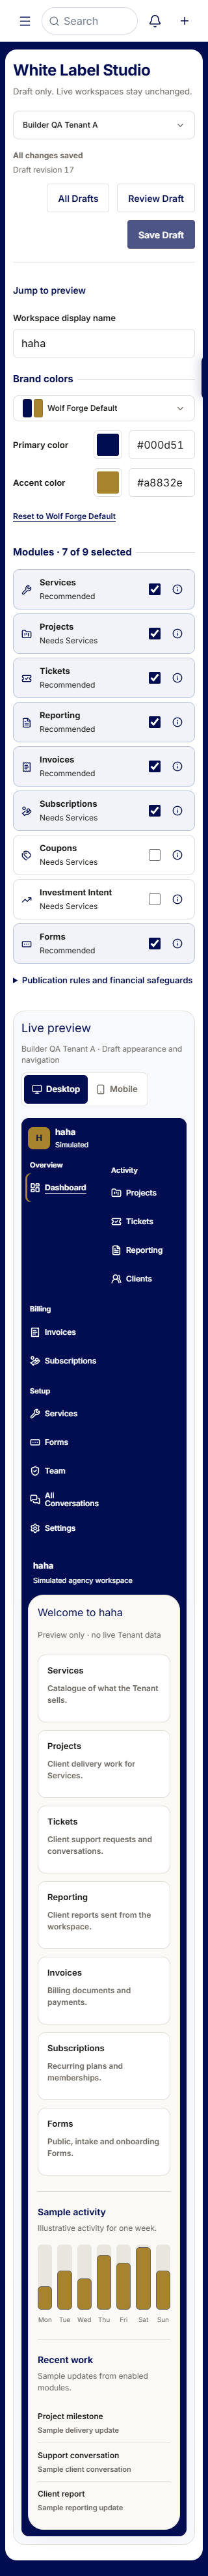 Search
White Label Studio
Draft only. Live workspaces stay unchanged.
Builder QA Tenant A
All changes saved
Draft revision 17
All Drafts
Review Draft
Save Draft
Jump to preview
Workspace display name
haha
Brand colors
Wolf Forge Default
Primary color
#000d51
Accent color
#a8832e
Reset to Wolf Forge Default
Modules · 7 of 9 selected
Services
Recommended
Projects
Needs Services
Tickets
Recommended
Reporting
Recommended
Invoices
Recommended
Subscriptions
Needs Services
Coupons
Needs Services
Investment Intent
Needs Services
Forms
Recommended
Publication rules and financial safeguards
Live preview
Builder QA Tenant A · Draft appearance and
navigation
Desktop
Mobile
H
haha
Simulated
Overview
Dashboard
Activity
Projects
Tickets
Reporting
Clients
Billing
Invoices
Subscriptions
Setup
Services
Forms
Team
All
Conversations
Settings
haha
Simulated agency workspace
Welcome to haha
Preview only · no live Tenant data
Services
Catalogue of what the Tenant
sells.
Projects
Client delivery work for
Services.
Tickets
Client support requests and
conversations.
Reporting
Client reports sent from the
workspace.
Invoices
Billing documents and
payments.
Subscriptions
Recurring plans and
memberships.
Forms
Public, intake and onboarding
Forms.
Sample activity
Illustrative activity for one week.
Mon Tue Wed Thu Fri Sat Sun
Recent work
Sample updates from enabled
modules.
Project milestone
Sample delivery update
Support conversation
Sample client conversation
Client report
Sample reporting update